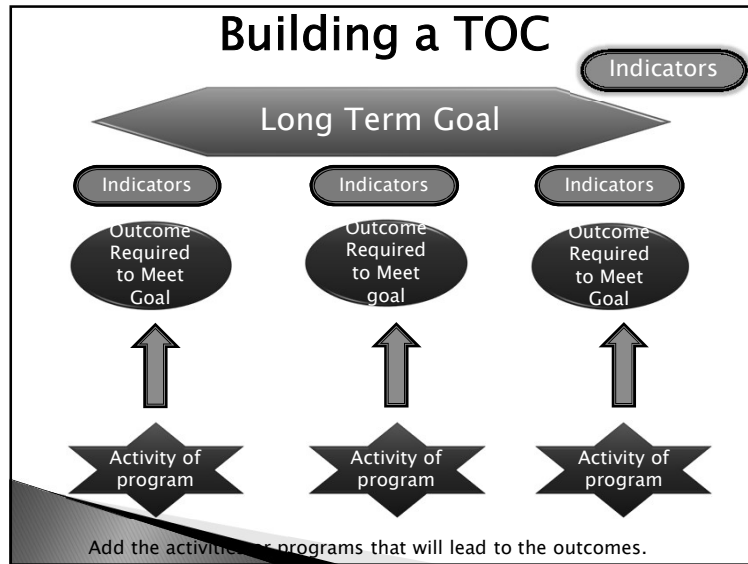 Building a TOC
Indicators
Long Term Goal
Indicators
Indicators
Indicators
Outcome
Required
to Meet
Goal
Outcome
Required
to Meet
goal
Outcome
Required
to Meet
Goal
Activity of
program
Activity of
program
Activity of
program
Add the activities or programs that will lead to the outcomes.